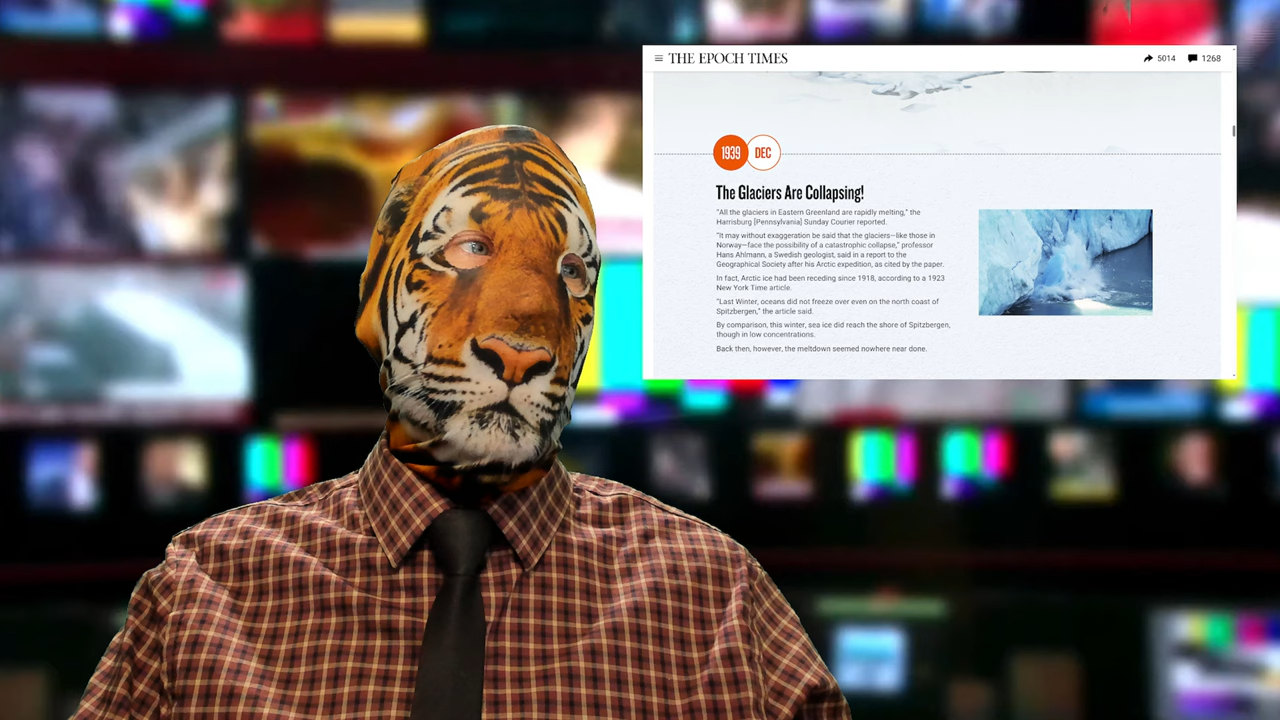 THE EPOCH TIMES
5014
1268
1939
DEC
The Glaciers Are Collapsing!
"All the glaciers in Eastern Greenland are rapidly melting," the
Harrisburg [Pennsylvania] Sunday Courier reported.
"It may without exaggeration be said that the glaciers—like those in
Norway—face the possibility of a catastrophic collapse," professor
Hans Ahlmann, a Swedish geologist, said in a report to the
Geographical Society after his Arctic expedition, as cited by the paper.
In fact, Arctic ice had been receding since 1918, according to a 1923
New York Time article.
"Last Winter, oceans did not freeze over even on the north coast of
Spitzbergen," the article said.
By comparison, this winter, sea ice did reach the shore of Spitzbergen,
though in low concentrations.
Back then, however, the meltdown seemed nowhere near done.